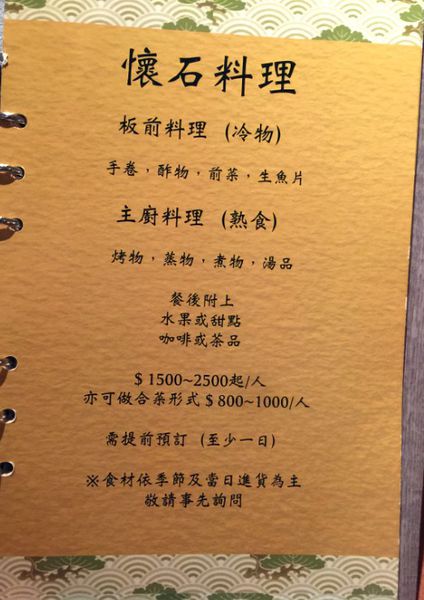 懷石料理
板前料理 (冷物)
手卷，酢物，前菜，生魚片
主廚料理 (熟食)
烤物，蒸物，煮物，湯品
餐後附上
水果或甜點
咖啡或茶品
$ 1500~2500起/人
亦可做合菜形式 $ 800~1000/人
需提前預訂 (至少一日)
※食材依季節及當日進貨為主
敬請事先詢問